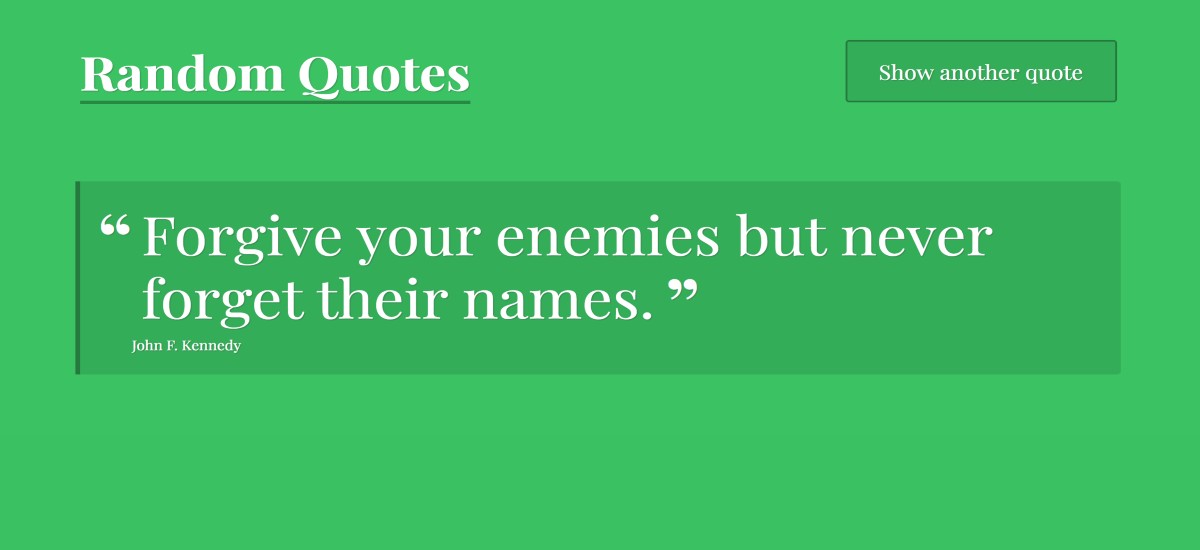 Random Quotes
Show another quote
“ Forgive your enemies but never
forget their names. ”
John F. Kennedy